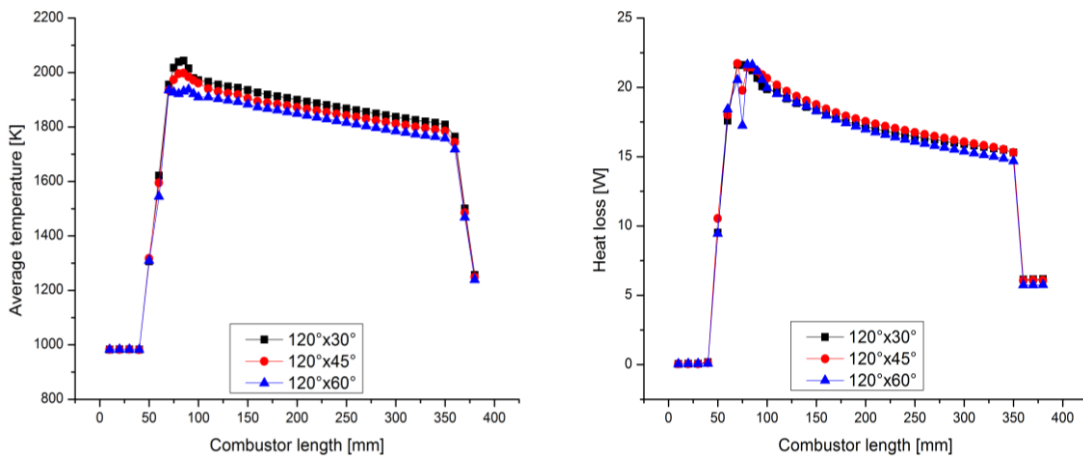 2200
2000
1800
1600
1400
1200
1000
800
Average temperature [K]
120°x30°
120°x45°
120°x60°
0 50 100 150 200 250 300 350 400
Combustor length [mm]
25
20
15
10
5
0
Heat loss [W]
120°x30°
120°x45°
120°x60°
0 50 100 150 200 250 300 350 400
Combustor length [mm]